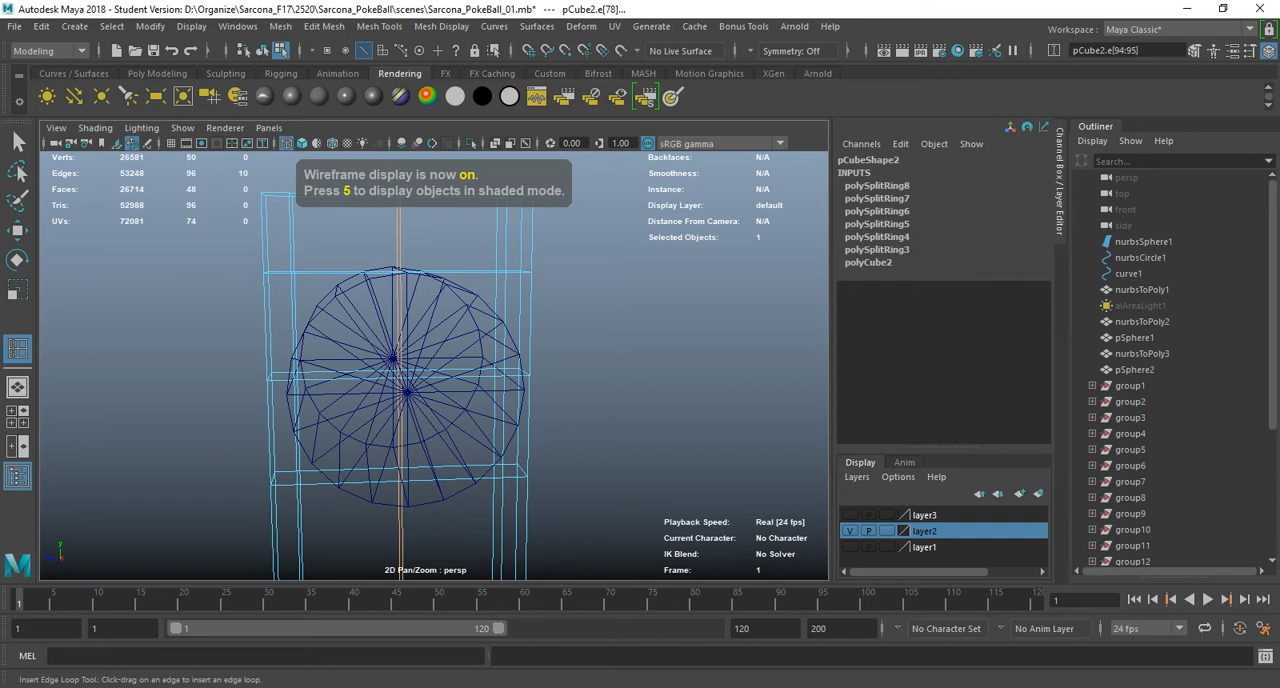 Autodesk Maya 2018 - Student Version: D:\Organize\Sarcona_F17\2520\Sarcona_PokeBall\scenes\Sarcona_PokeBall_01.mb* --- pCube2.e[78]...
File Edit Create Select Modify Display Windows Mesh Edit Mesh Mesh Tools Mesh Display Curves Surfaces Deform UV Generate Cache Toon Bonus Tools Arnold Help
Workspace : Maya Classic*
Modeling No Live Surface Symmetry: Off pCube2.e[94:95]
Curves / Surfaces Poly Modeling Sculpting Rigging Animation Rendering FX FX Caching Custom Bifrost MASH Motion Graphics XGen Arnold
View Shading Lighting Show Renderer Panels
0.00 1.00 sRGB gamma
Verts: 26581 50 0
Edges: 53248 96 10
Faces: 26714 48 0
Tris: 52988 96 0
UVs: 72081 74 0
Wireframe display is now on.
Press 5 to display objects in shaded mode.
Backfaces: N/A
Smoothness: N/A
Instance: N/A
Display Layer: default
Distance From Camera: N/A
Selected Objects: 1
Playback Speed: Real [24 fps]
Current Character: No Character
IK Blend: No Solver
Frame: 1
2D Pan/Zoom : persp
Channels Edit Object Show
pCubeShape2
INPUTS
polySplitRing8
polySplitRing7
polySplitRing6
polySplitRing5
polySplitRing4
polySplitRing3
polyCube2
Channel Box / Layer Editor
Display Anim
Layers Options Help
layer3
V P layer2
layer1
Outliner
Display Show Help
Search...
persp
top
front
side
nurbsSphere1
nurbsCircle1
curve1
nurbsToPoly1
aiAreaLight1
nurbsToPoly2
pSphere1
nurbsToPoly3
pSphere2
group1
group2
group3
group4
group5
group6
group7
group8
group9
group10
group11
group12
1 5 10 15 20 25 30 35 40 45 50 55 60 65 70 75 80 85 90 95 100 105 110 115 120 1
1 1 1 120 120 200 No Character Set No Anim Layer 24 fps
MEL
Insert Edge Loop Tool: Click-drag on an edge to insert an edge loop.